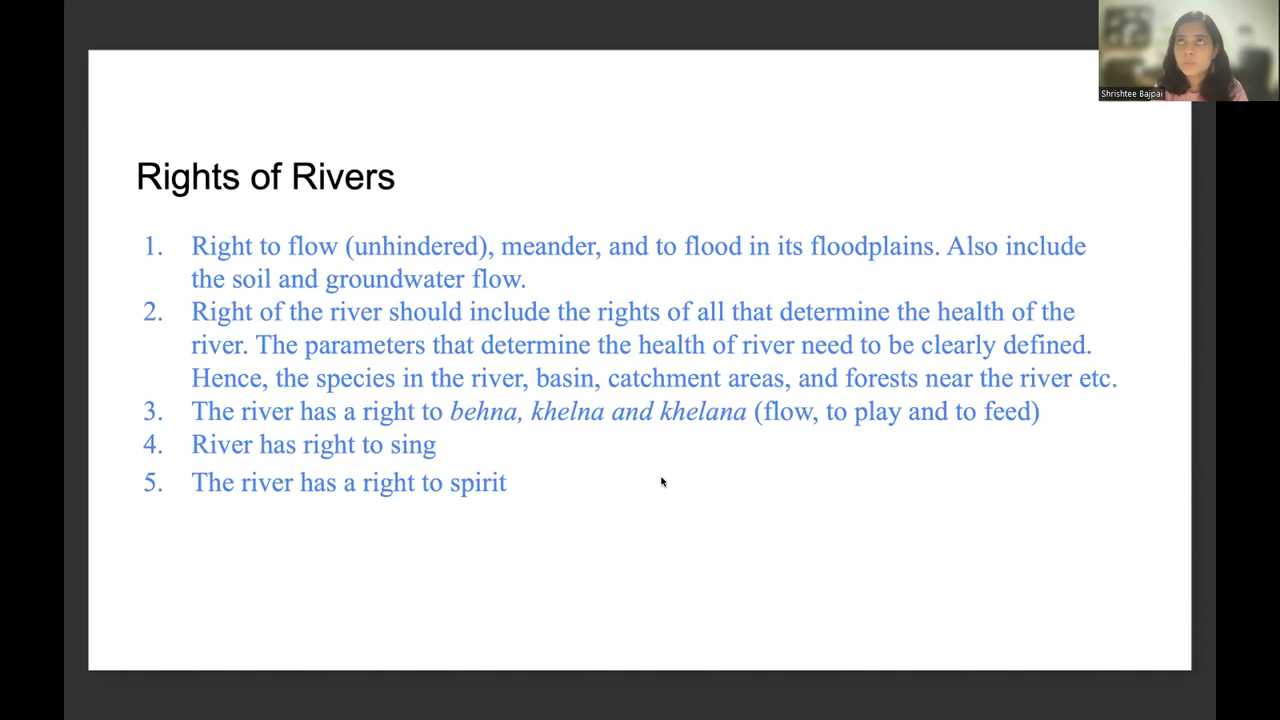 Shrishtee Bajpai
Rights of Rivers
1. Right to flow (unhindered), meander, and to flood in its floodplains. Also include
the soil and groundwater flow.
2. Right of the river should include the rights of all that determine the health of the
river. The parameters that determine the health of river need to be clearly defined.
Hence, the species in the river, basin, catchment areas, and forests near the river etc.
3. The river has a right to behna, khelna and khelana (flow, to play and to feed)
4. River has right to sing
5. The river has a right to spirit